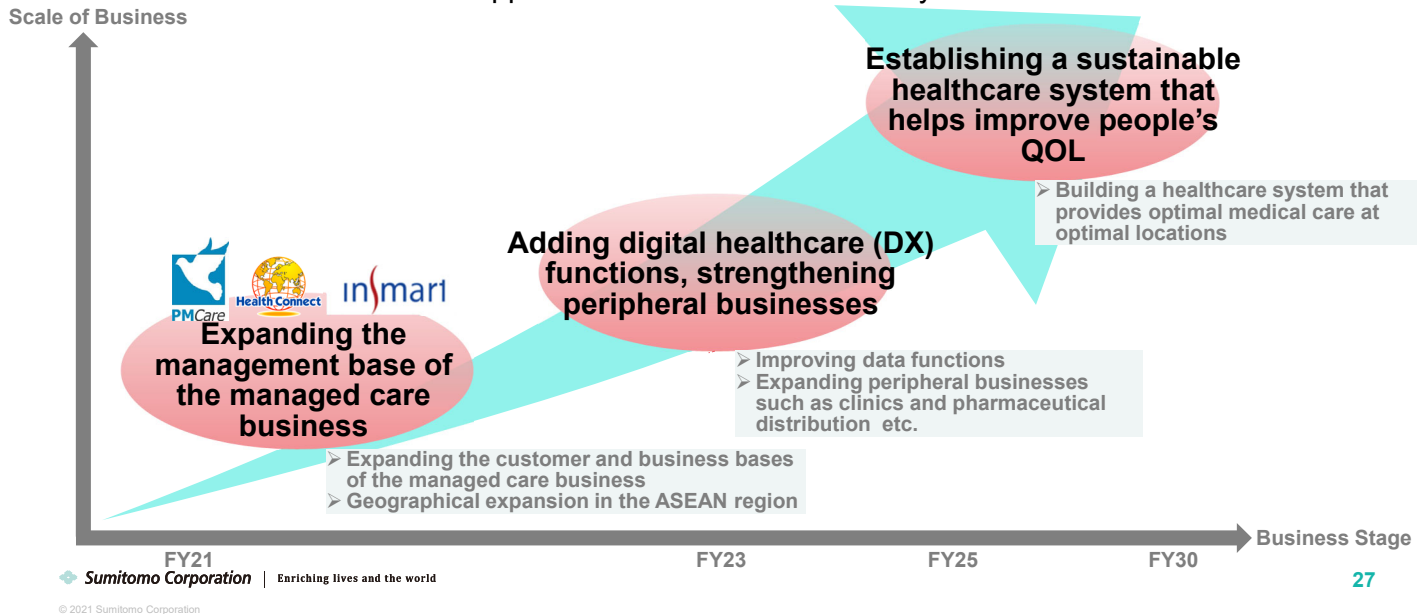 Scale of Business
Establishing a sustainable
healthcare system that
helps improve people's
QOL
➢ Building a healthcare system that
provides optimal medical care at
optimal locations
Adding digital healthcare (DX)
functions, strengthening
peripheral businesses
➢ Improving data functions
➢ Expanding peripheral businesses
such as clinics and pharmaceutical
distribution etc.
PMCare
Health Connect
insmart
Expanding the
management base of
the managed care
business
➢ Expanding the customer and business bases
of the managed care business
➢ Geographical expansion in the ASEAN region
Business Stage
FY21
FY23
FY25
FY30
Sumitomo Corporation | Enriching lives and the world
27
© 2021 Sumitomo Corporation